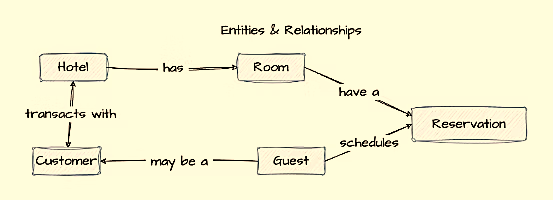 Entities & Relationships
Hotel
has
Room
have a
transacts with
Reservation
schedules
Customer
may be a
Guest